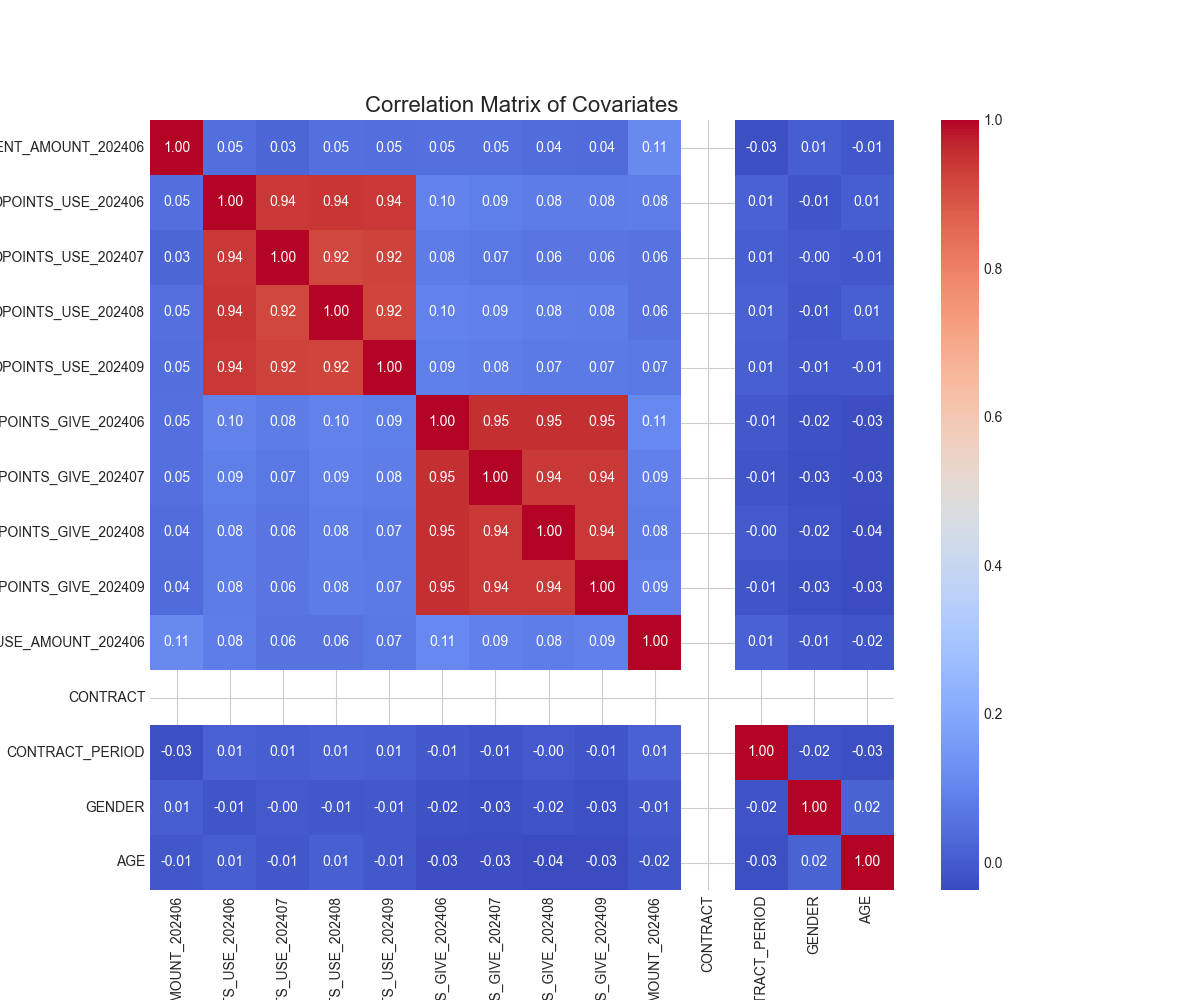 Correlation Matrix of Covariates
ENT_AMOUNT_202406 1.00 0.05 0.03 0.05 0.05 0.05 0.05 0.04 0.04 0.11 -0.03 0.01 -0.01
POINTS_USE_202406 0.05 1.00 0.94 0.94 0.94 0.10 0.09 0.08 0.08 0.08 0.01 -0.01 0.01
POINTS_USE_202407 0.03 0.94 1.00 0.92 0.92 0.08 0.07 0.06 0.06 0.06 0.01 -0.00 -0.01
POINTS_USE_202408 0.05 0.94 0.92 1.00 0.92 0.10 0.09 0.08 0.08 0.06 0.01 -0.01 0.01
POINTS_USE_202409 0.05 0.94 0.92 0.92 1.00 0.09 0.08 0.07 0.07 0.07 0.01 -0.01 -0.01
POINTS_GIVE_202406 0.05 0.10 0.08 0.10 0.09 1.00 0.95 0.95 0.95 0.11 -0.01 -0.02 -0.03
POINTS_GIVE_202407 0.05 0.09 0.07 0.09 0.08 0.95 1.00 0.94 0.94 0.09 -0.01 -0.03 -0.03
POINTS_GIVE_202408 0.04 0.08 0.06 0.08 0.07 0.95 0.94 1.00 0.94 0.08 -0.00 -0.02 -0.04
POINTS_GIVE_202409 0.04 0.08 0.06 0.08 0.07 0.95 0.94 0.94 1.00 0.09 -0.01 -0.03 -0.03
USE_AMOUNT_202406 0.11 0.08 0.06 0.06 0.07 0.11 0.09 0.08 0.09 1.00 0.01 -0.01 -0.02
CONTRACT
CONTRACT_PERIOD -0.03 0.01 0.01 0.01 0.01 -0.01 -0.01 -0.00 -0.01 0.01 1.00 -0.02 -0.03
GENDER 0.01 -0.01 -0.00 -0.01 -0.01 -0.02 -0.03 -0.02 -0.03 -0.01 -0.02 1.00 0.02
AGE -0.01 0.01 -0.01 0.01 -0.01 -0.03 -0.03 -0.04 -0.03 -0.02 -0.03 0.02 1.00
MOUNT_202406
TS_USE_202406
TS_USE_202407
TS_USE_202408
TS_USE_202409
S_GIVE_202406
S_GIVE_202407
S_GIVE_202408
S_GIVE_202409
MOUNT_202406
CONTRACT
TRACT_PERIOD
GENDER
AGE
1.0
0.8
0.6
0.4
0.2
0.0